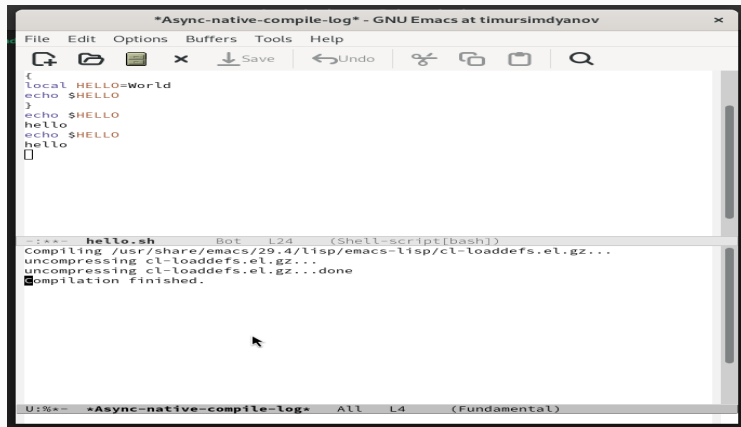 *Async-native-compile-log* - GNU Emacs at timursimdyanov
File Edit Options Buffers Tools Help
Save Undo
{
local HELLO=World
echo $HELLO
}
echo $HELLO
hello
echo $HELLO
hello
-:**- hello.sh Bot L24 (Shell-script[bash])
Compiling /usr/share/emacs/29.4/lisp/emacs-lisp/cl-loaddefs.el.gz...
uncompressing cl-loaddefs.el.gz...
uncompressing cl-loaddefs.el.gz...done
Compilation finished.
U:%*- *Async-native-compile-log* All L4 (Fundamental)